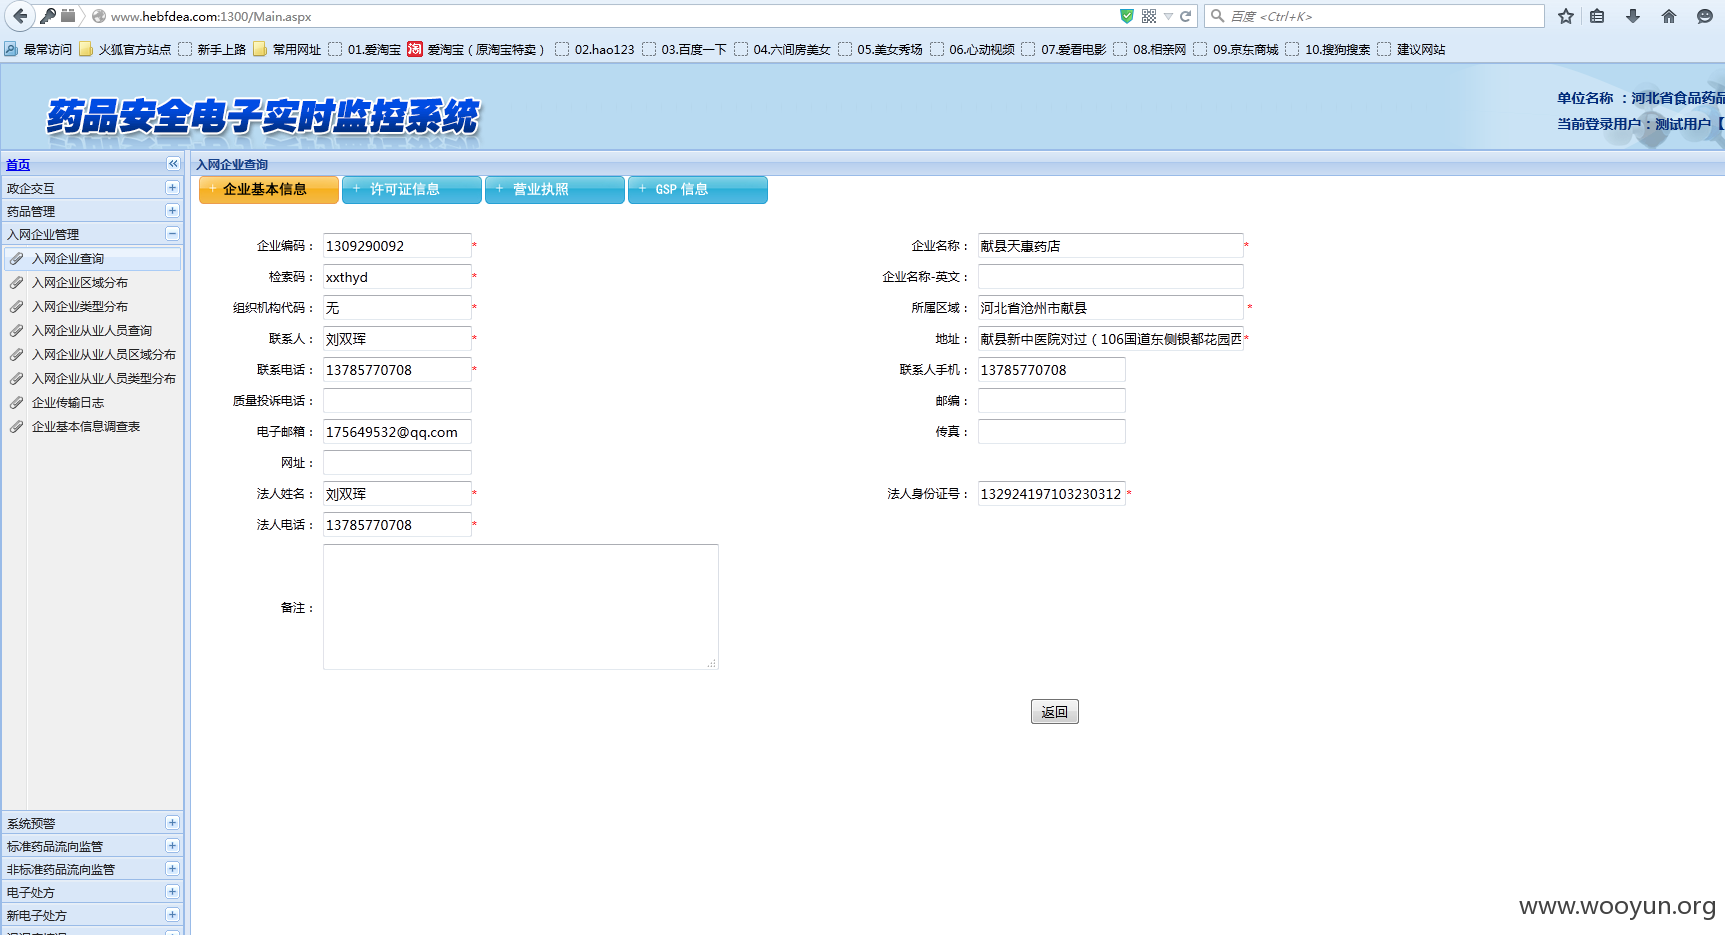 www.hebfdea.com:1300/Main.aspx
百度 <Ctrl+K>
最常访问 火狐官方站点 新手上路 常用网址 01.爱淘宝 淘 爱淘宝（原淘宝特卖） 02.hao123 03.百度一下 04.六间房美女 05.美女秀场 06.心动视频 07.爱看电影 08.相亲网 09.京东商城 10.搜狗搜索 建议网站
药品安全电子实时监控系统
单位名称 ：河北省食品药品
当前登录用户：测试用户【
首页
政企交互
药品管理
入网企业管理
入网企业查询
入网企业区域分布
入网企业类型分布
入网企业从业人员查询
入网企业从业人员区域分布
入网企业从业人员类型分布
企业传输日志
企业基本信息调查表
系统预警
标准药品流向监管
非标准药品流向监管
电子处方
新电子处方
入网企业查询
+ 企业基本信息 + 许可证信息 + 营业执照 + GSP 信息
企业编码： 1309290092 * 企业名称： 献县天惠药店 *
检索码： xxthyd * 企业名称-英文：
组织机构代码： 无 * 所属区域： 河北省沧州市献县 *
联系人： 刘双珲 * 地址： 献县新中医院对过（106国道东侧银都花园西 *
联系电话： 13785770708 * 联系人手机： 13785770708
质量投诉电话： 邮编：
电子邮箱： 175649532@qq.com 传真：
网址：
法人姓名： 刘双珲 * 法人身份证号： 132924197103230312 *
法人电话： 13785770708 *
备注：
返回
www.wooyun.org